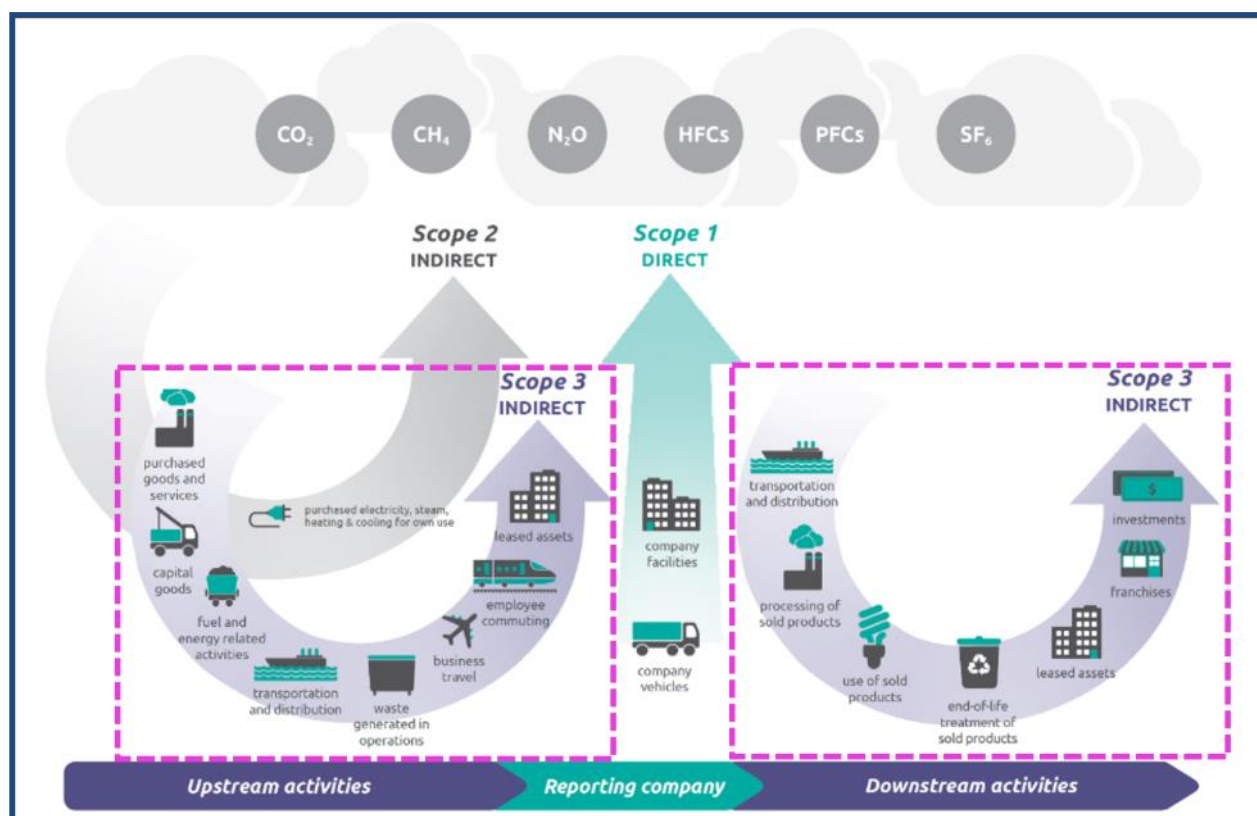 CO₂
CH₄
N₂O
HFCs
PFCs
SF₆
Scope 2
INDIRECT
Scope 1
DIRECT
Scope 3
INDIRECT
purchased
goods and
services
capital
goods
fuel and
energy related
activities
transportation
and distribution
waste
generated in
operations
business
travel
employee
commuting
leased assets
purchased electricity, steam,
heating & cooling for own use
company
facilities
company
vehicles
Scope 3
INDIRECT
transportation
and distribution
processing of
sold products
use of sold
products
end-of-life
treatment of
sold products
leased assets
franchises
$
investments
Upstream activities
Reporting company
Downstream activities